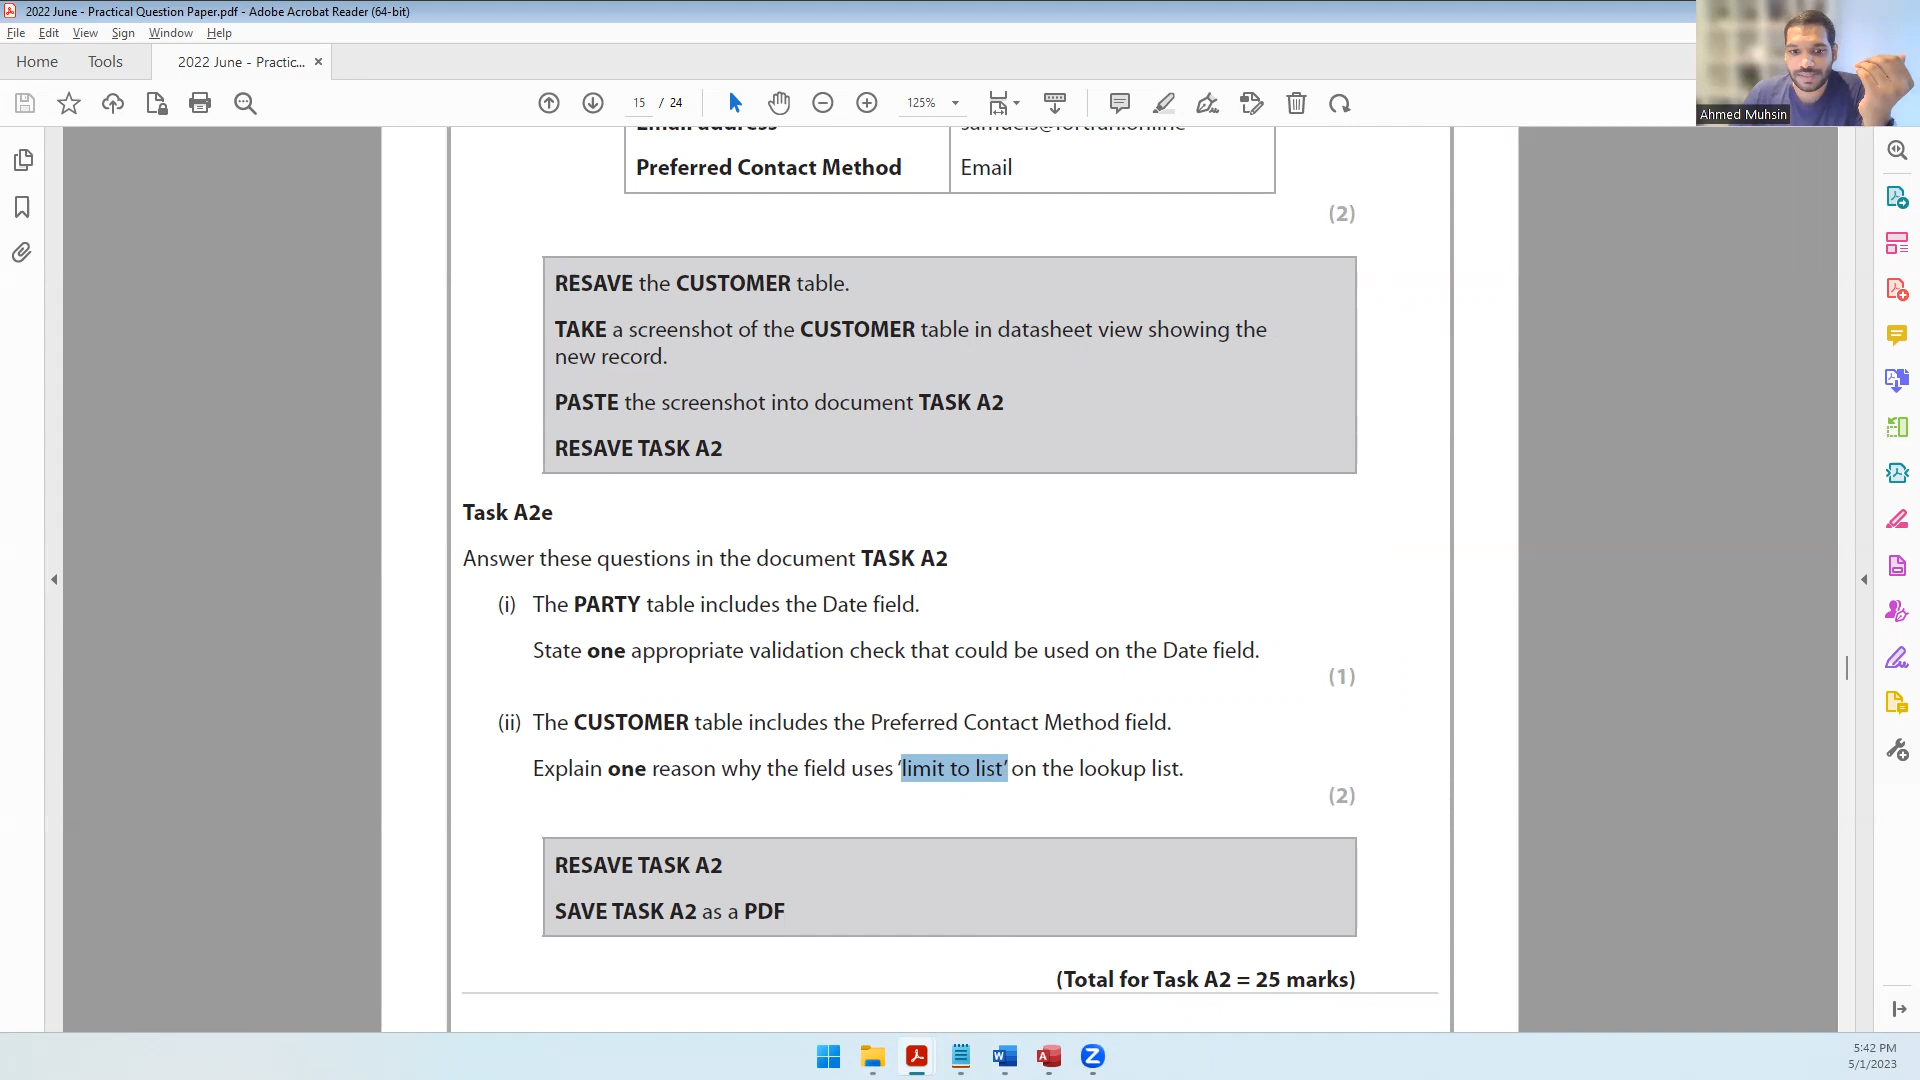 2022 June - Practical Question Paper.pdf - Adobe Acrobat Reader (64-bit)
File Edit View Sign Window Help
Home Tools 2022 June - Practic... ×
15 / 24 125%
Ahmed Muhsin
Email address samuels@fortran.online
Preferred Contact Method Email
(2)
RESAVE the CUSTOMER table.
TAKE a screenshot of the CUSTOMER table in datasheet view showing the
new record.
PASTE the screenshot into document TASK A2
RESAVE TASK A2
Task A2e
Answer these questions in the document TASK A2
(i) The PARTY table includes the Date field.
State one appropriate validation check that could be used on the Date field.
(1)
(ii) The CUSTOMER table includes the Preferred Contact Method field.
Explain one reason why the field uses ‘limit to list’ on the lookup list.
(2)
RESAVE TASK A2
SAVE TASK A2 as a PDF
(Total for Task A2 = 25 marks)
5:42 PM
5/1/2023